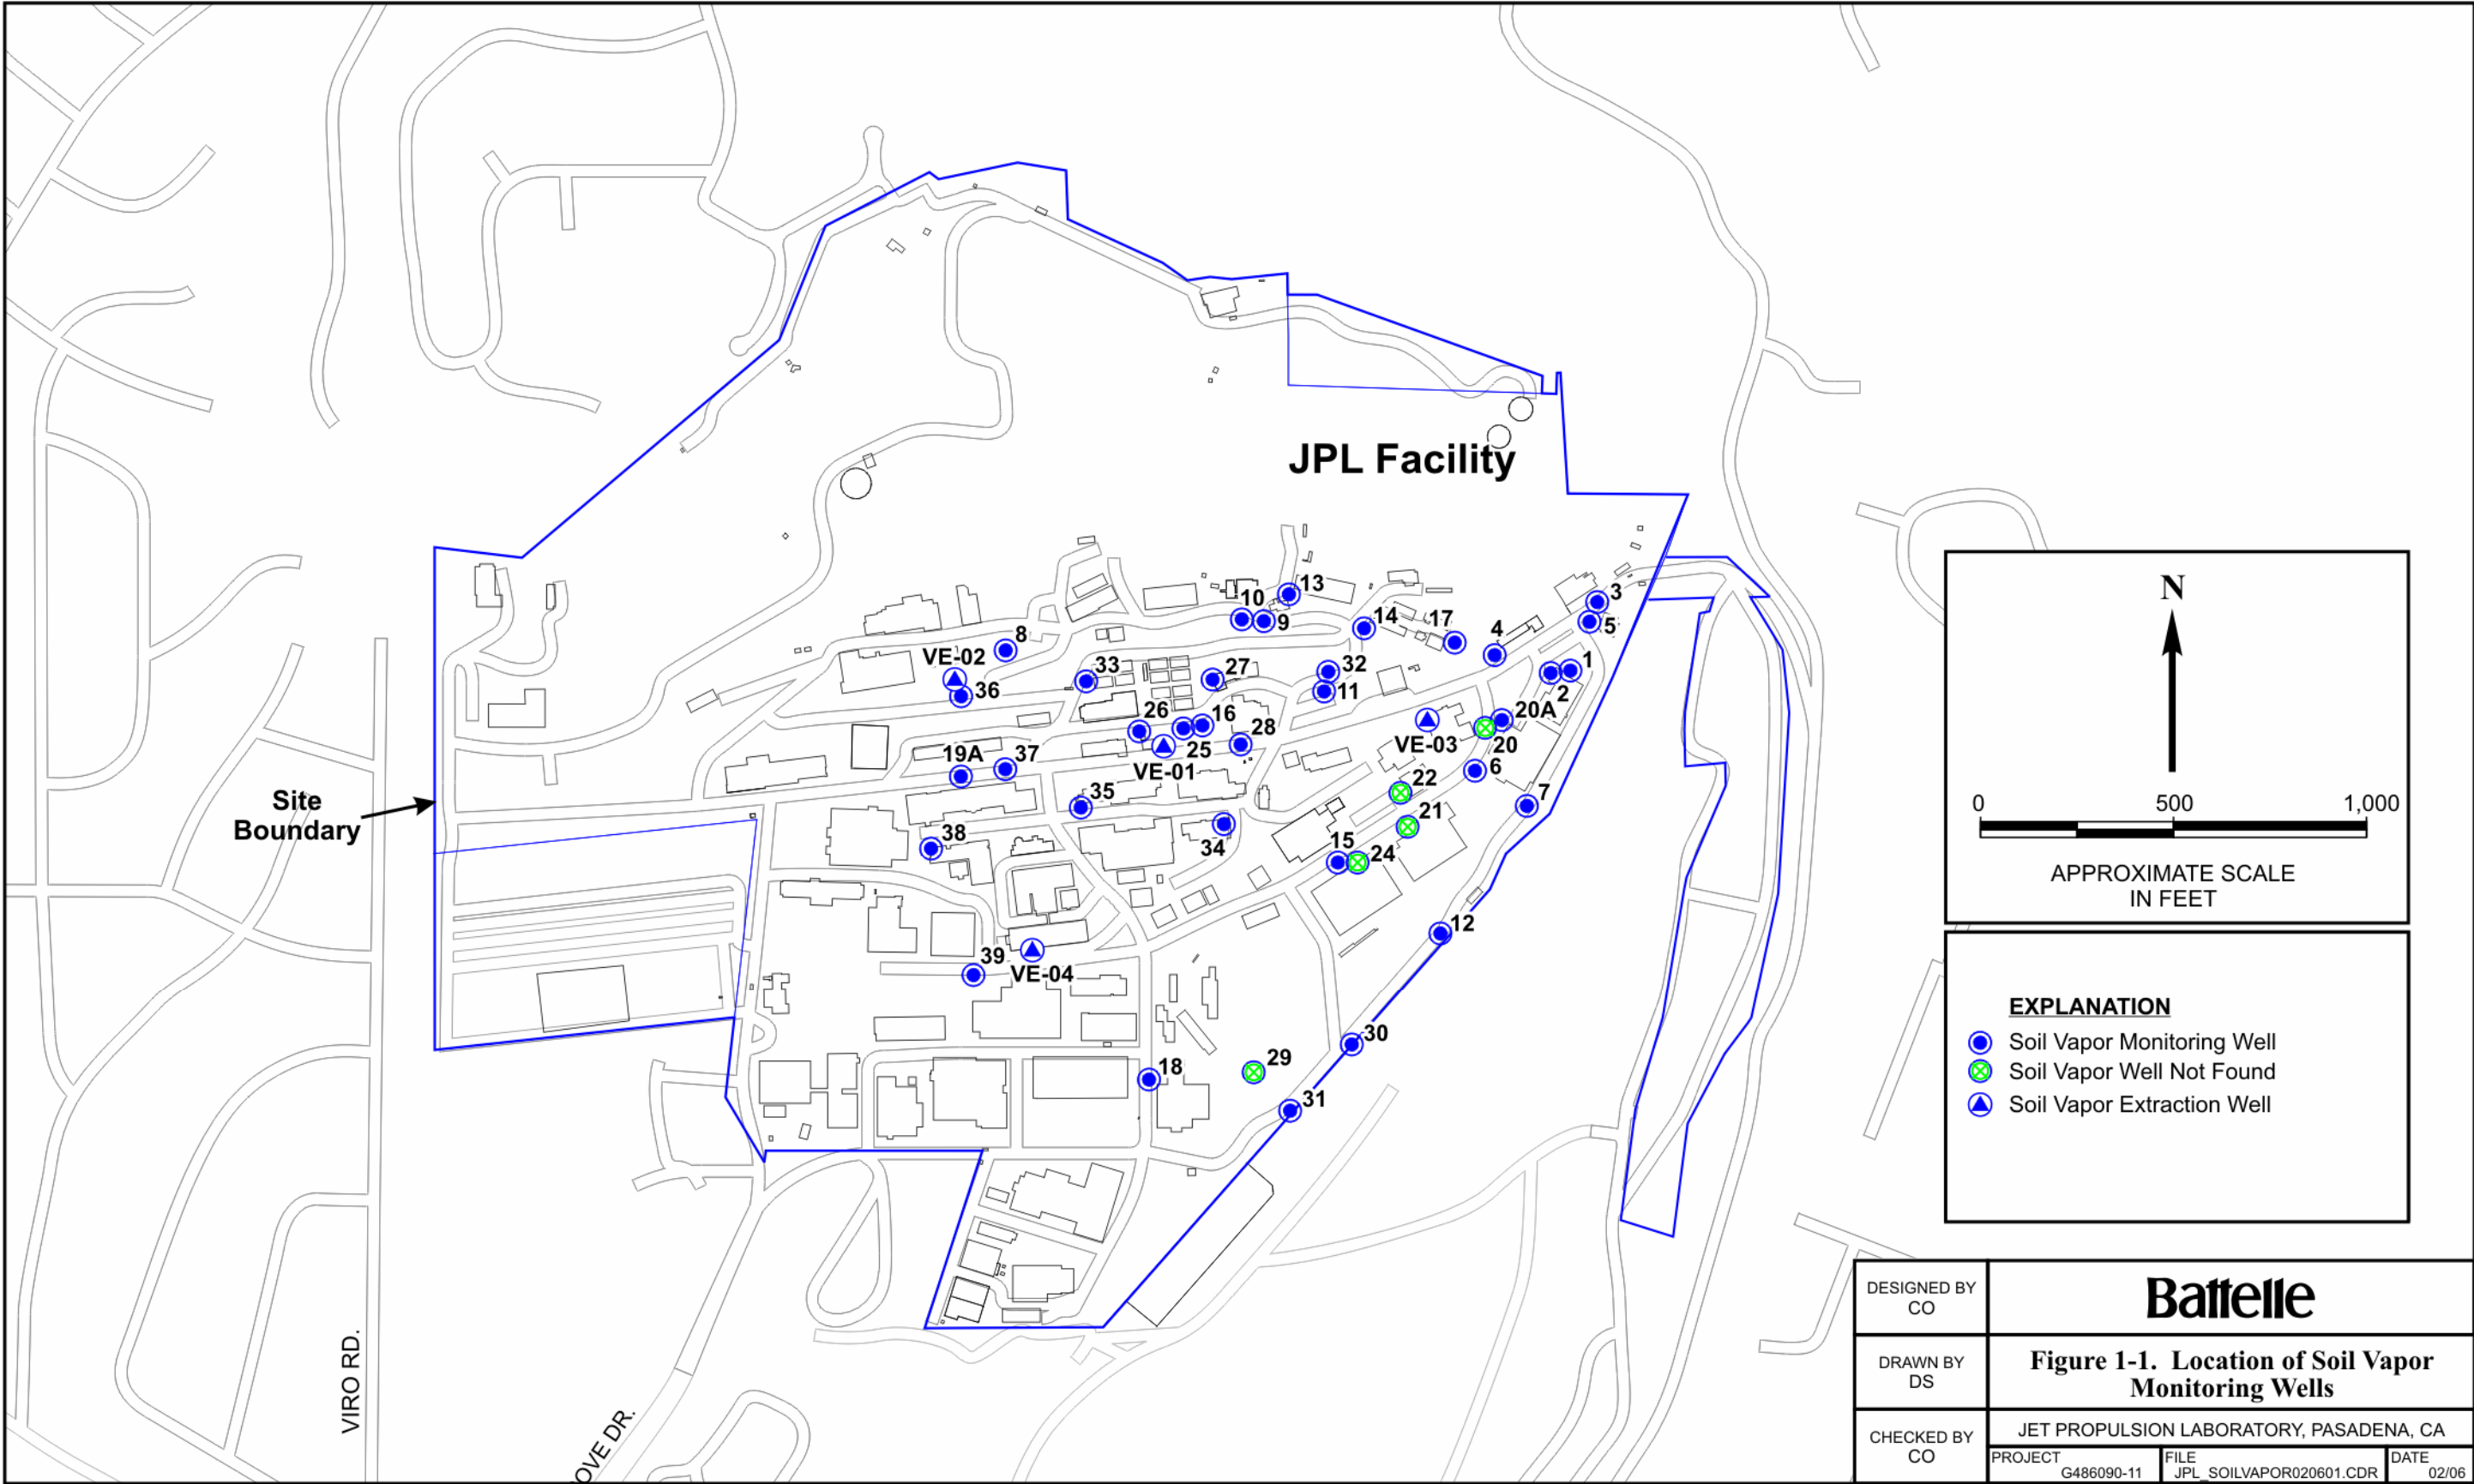 JPL Facility
13
3
10
9
5
14
17
4
8
VE-02
33
27
32
1
36
11
2
26
16
20A
28
VE-03
20
25
19A
37
VE-01
6
22
35
7
21
38
34
15
24
Site
Boundary
12
39
VE-04
30
29
18
31
VIRO RD.
OVE DR.
N
0 500 1,000
APPROXIMATE SCALE
IN FEET
EXPLANATION
Soil Vapor Monitoring Well
Soil Vapor Well Not Found
Soil Vapor Extraction Well
DESIGNED BY
CO
Battelle
DRAWN BY
DS
Figure 1-1. Location of Soil Vapor
Monitoring Wells
CHECKED BY
CO
JET PROPULSION LABORATORY, PASADENA, CA
PROJECT
G486090-11
FILE
JPL_SOILVAPOR020601.CDR
DATE
02/06